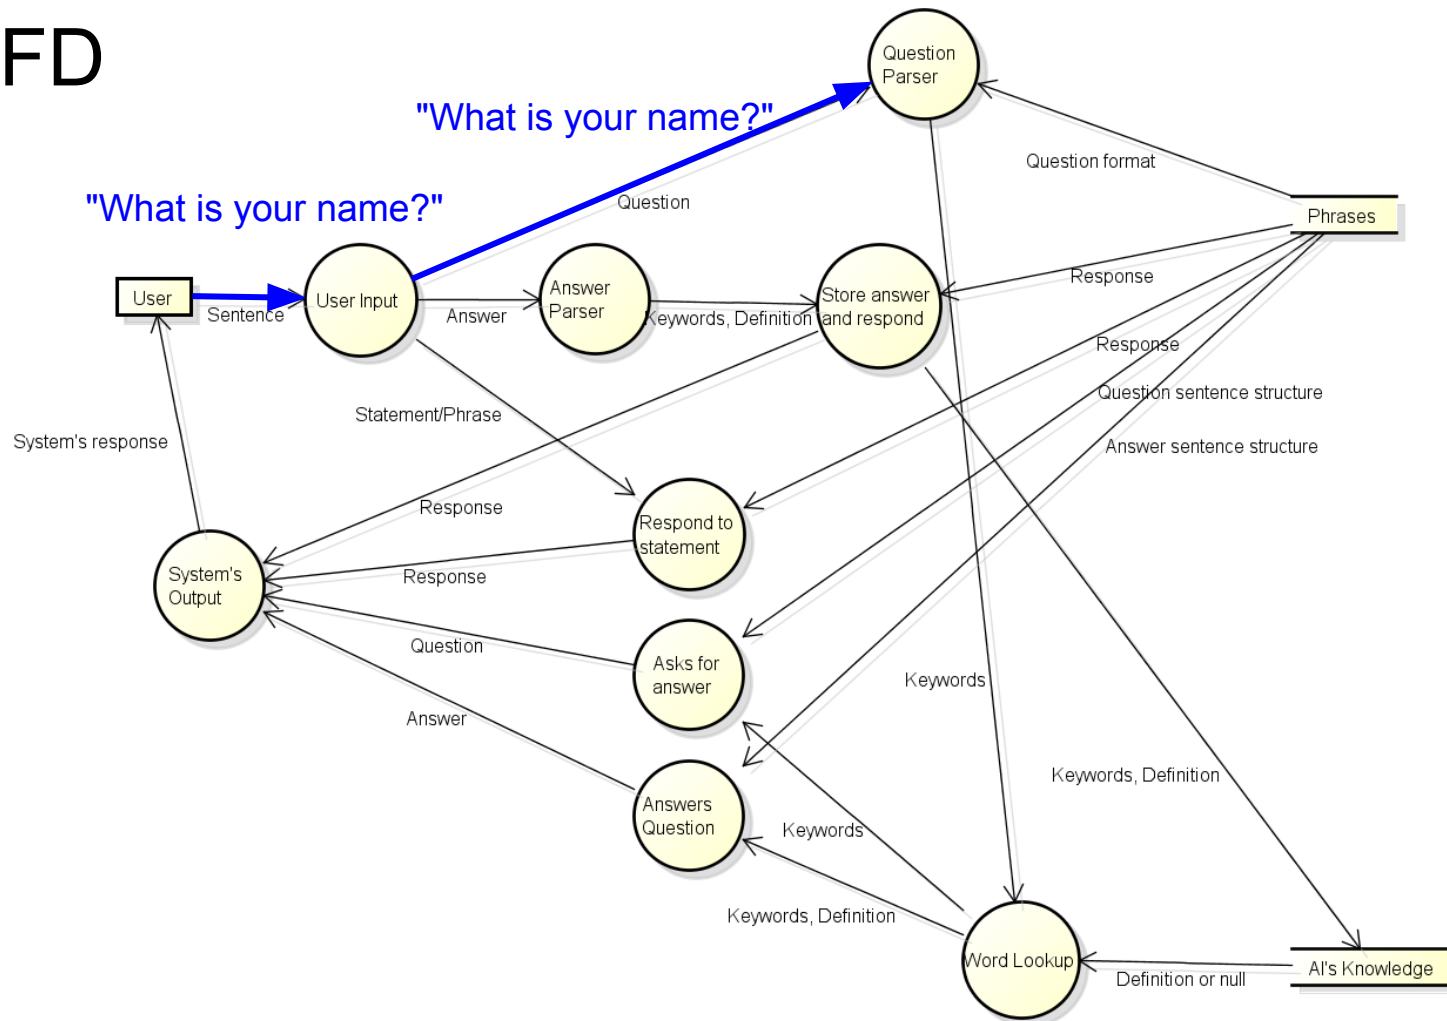 FD
Question
Parser
"What is your name?"
Question format
"What is your name?"
Question
Phrases
User
Sentence
User Input
Answer
Answer
Parser
Keywords, Definition
Store answer
and respond
Response
Response
Question sentence structure
Answer sentence structure
Statement/Phrase
System's response
Response
Respond to
statement
Response
System's
Output
Question
Asks for
answer
Keywords
Answer
Answers
Question
Keywords
Keywords, Definition
Keywords, Definition
Word Lookup
Definition or null
AI's Knowledge